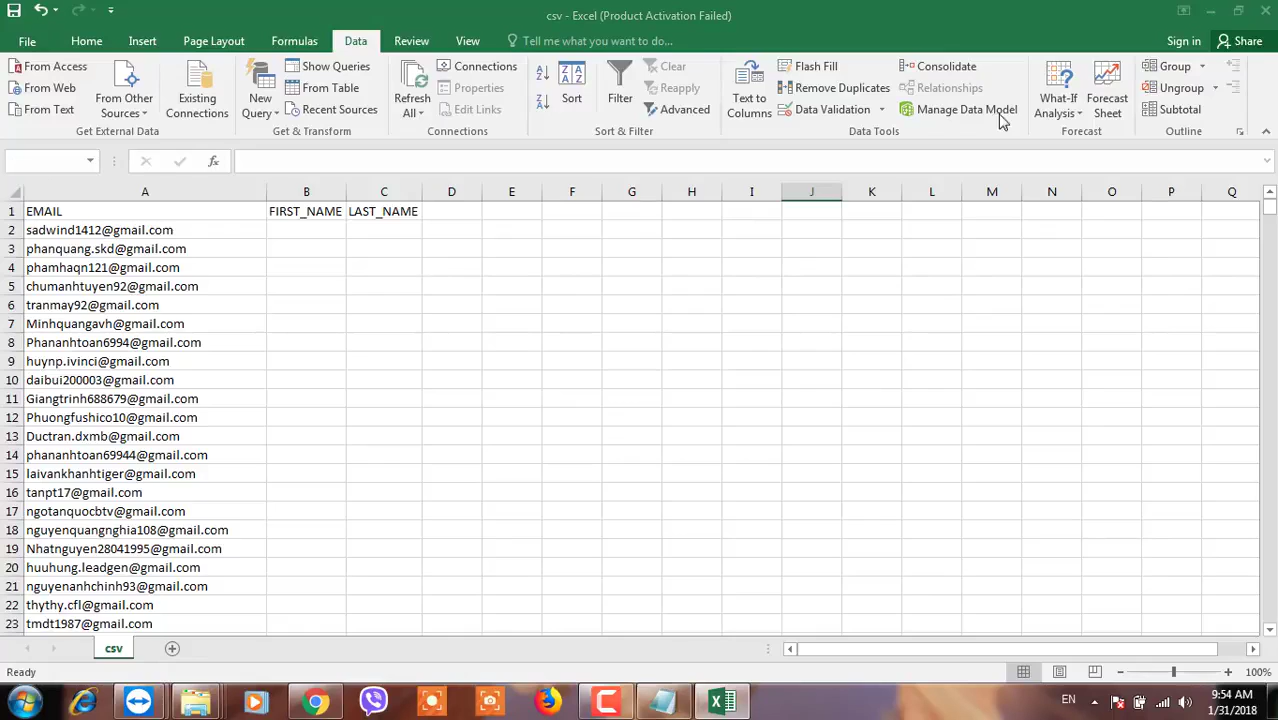 csv - Excel (Product Activation Failed)
File Home Insert Page Layout Formulas Data Review View Tell me what you want to do... Sign in Share
From Access
From Web
From Text
From Other Sources
Existing Connections
Get External Data
New Query
Show Queries
From Table
Recent Sources
Get & Transform
Refresh All
Connections
Properties
Edit Links
Connections
Sort
Filter
Clear
Reapply
Advanced
Sort & Filter
Text to Columns
Flash Fill
Remove Duplicates
Data Validation
Consolidate
Relationships
Manage Data Model
Data Tools
What-If Analysis
Forecast Sheet
Forecast
Group
Ungroup
Subtotal
Outline
fx
A B C D E F G H I J K L M N O P Q
1 EMAIL FIRST_NAME LAST_NAME
2 sadwind1412@gmail.com
3 phanquang.skd@gmail.com
4 phamhaqn121@gmail.com
5 chumanhtuyen92@gmail.com
6 tranmay92@gmail.com
7 Minhquangavh@gmail.com
8 Phananhtoan6994@gmail.com
9 huynp.ivinci@gmail.com
10 daibui200003@gmail.com
11 Giangtrinh688679@gmail.com
12 Phuongfushico10@gmail.com
13 Ductran.dxmb@gmail.com
14 phananhtoan69944@gmail.com
15 laivankhanhtiger@gmail.com
16 tanpt17@gmail.com
17 ngotanquocbtv@gmail.com
18 nguyenquangnghia108@gmail.com
19 Nhatnguyen28041995@gmail.com
20 huuhung.leadgen@gmail.com
21 nguyenanhchinh93@gmail.com
22 thythy.cfl@gmail.com
23 tmdt1987@gmail.com
csv
Ready 100%
EN 9:54 AM
1/31/2018